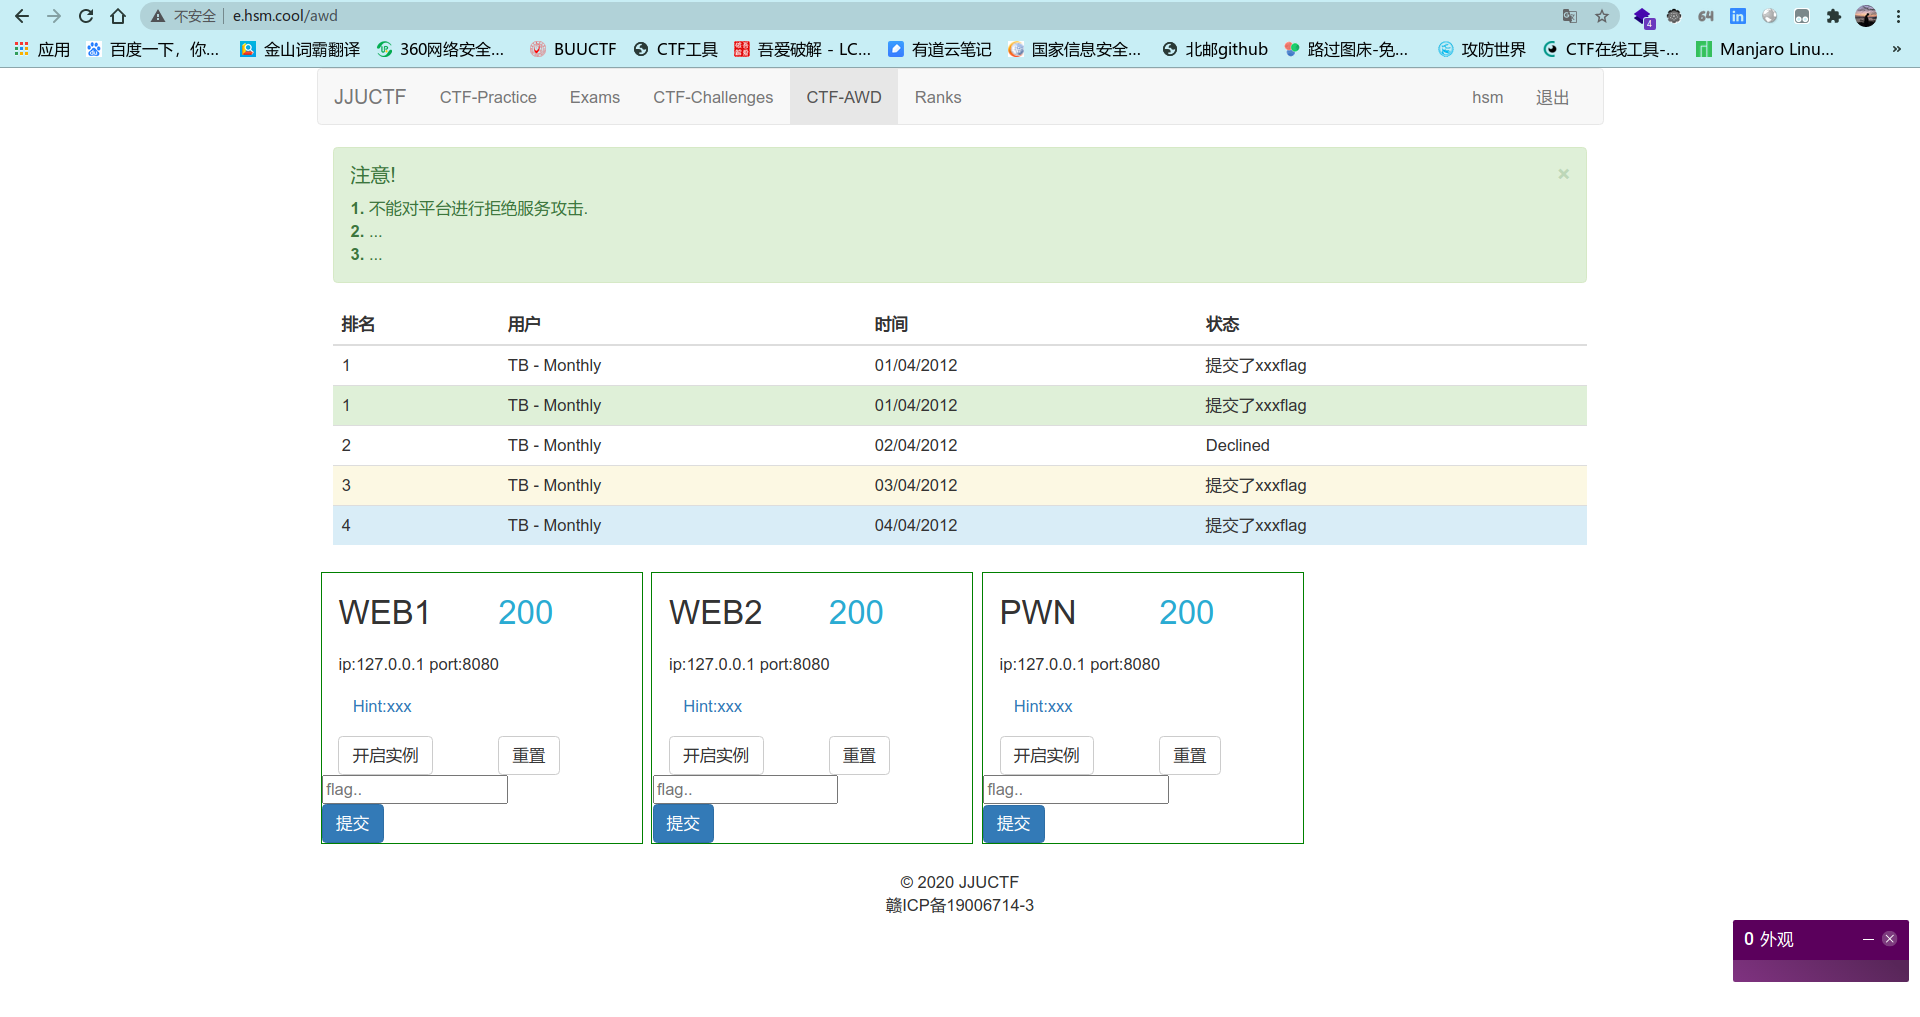 不安全 e.hsm.cool/awd
4 64 in
应用 百度一下，你... 金山词霸翻译 360网络安全... BUUCTF CTF工具 吾爱破解 - LC... 有道云笔记 国家信息安全... 北邮github 路过图床-免... 攻防世界 CTF在线工具-... Manjaro Linu... »
JJUCTF CTF-Practice Exams CTF-Challenges CTF-AWD Ranks hsm 退出
注意! ×
1. 不能对平台进行拒绝服务攻击.
2. ...
3. ...
排名 用户 时间 状态
1 TB - Monthly 01/04/2012 提交了xxxflag
1 TB - Monthly 01/04/2012 提交了xxxflag
2 TB - Monthly 02/04/2012 Declined
3 TB - Monthly 03/04/2012 提交了xxxflag
4 TB - Monthly 04/04/2012 提交了xxxflag
WEB1 200
ip:127.0.0.1 port:8080
Hint:xxx
开启实例 重置
flag..
提交
WEB2 200
ip:127.0.0.1 port:8080
Hint:xxx
开启实例 重置
flag..
提交
PWN 200
ip:127.0.0.1 port:8080
Hint:xxx
开启实例 重置
flag..
提交
© 2020 JJUCTF
赣ICP备19006714-3
0 外观